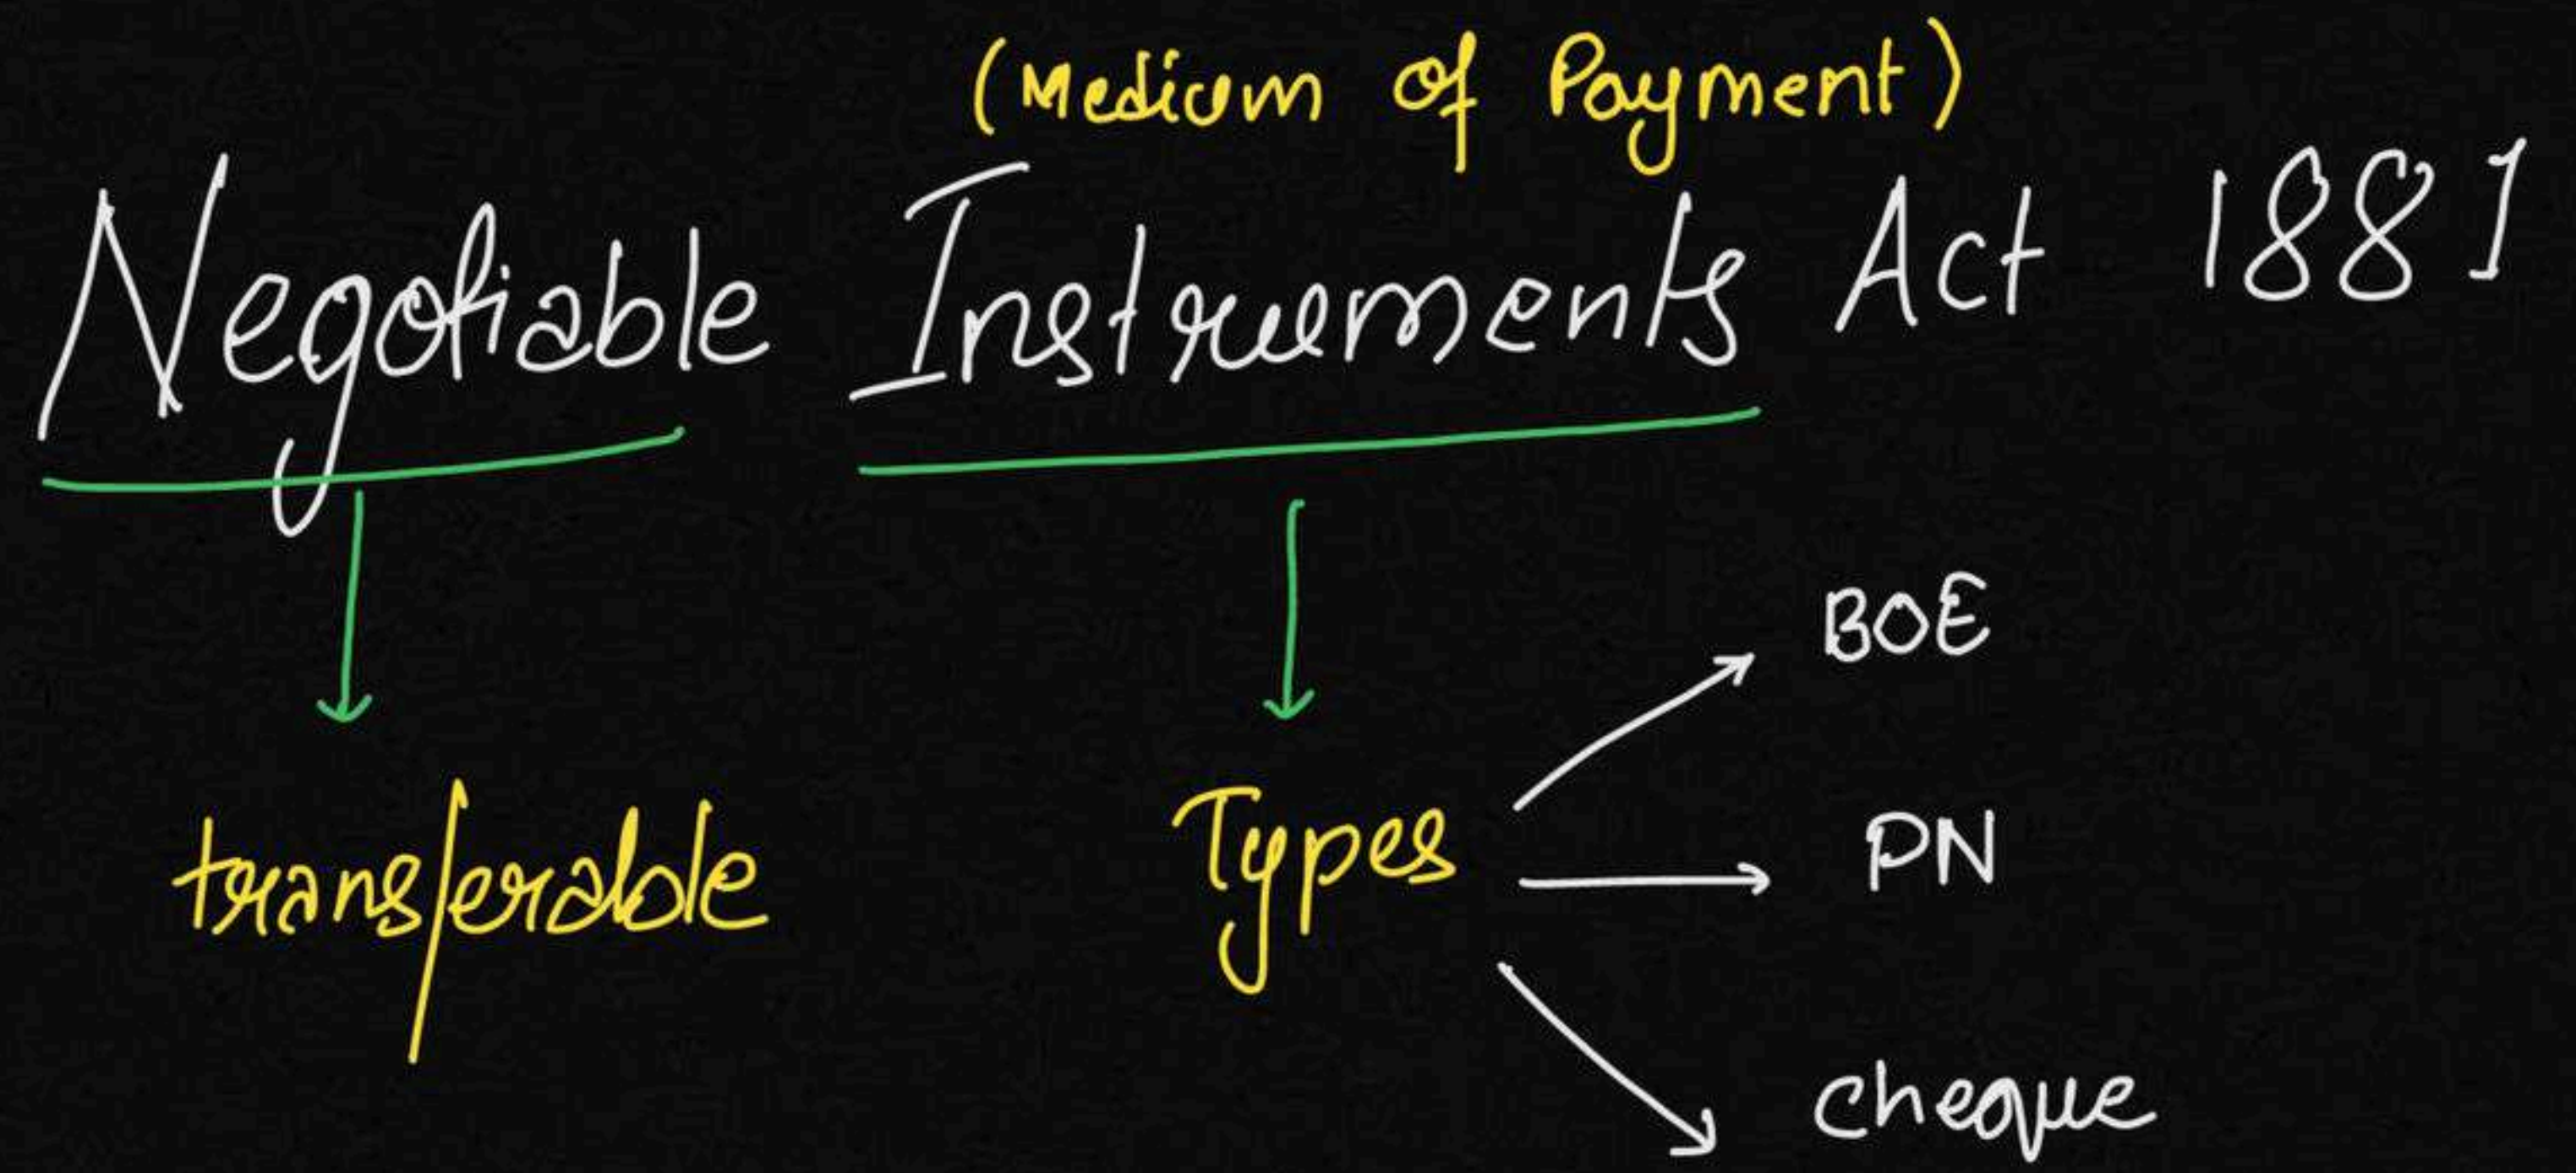 (Medium of Payment)
Negotiable Instruments Act 1881
transferable
Types
BOE
PN
cheque